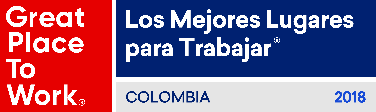 Great
Place
To
Work®
Los Mejores Lugares
para Trabajar®
COLOMBIA 2018